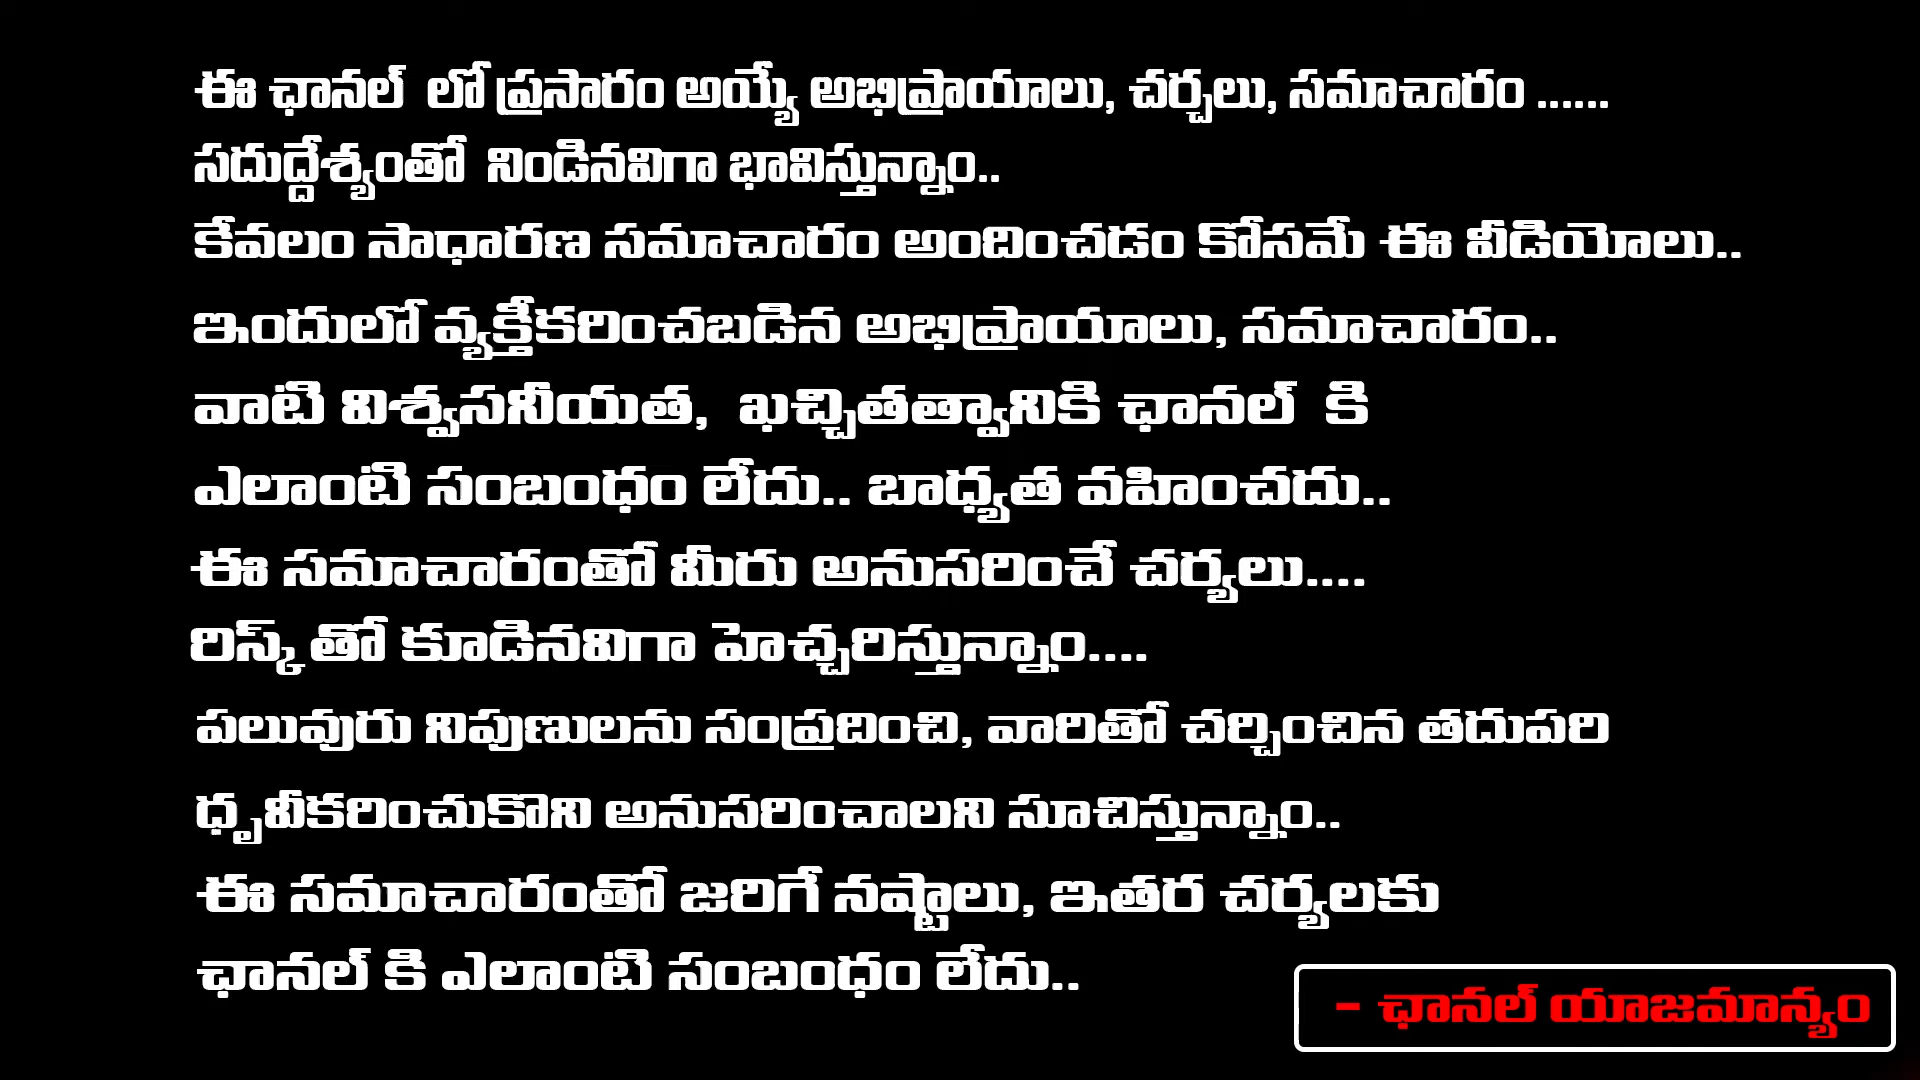 ఈ ఛానల్ లో ప్రసారం అయ్యే అభిప్రాయాలు, చర్చలు, సమాచారం ......
సదుద్దేశ్యంతో నిండినవిగా భావిస్తున్నాం..
కేవలం సాధారణ సమాచారం అందించడం కోసమే ఈ వీడియోలు..
ఇందులో వ్యక్తీకరించబడిన అభిప్రాయాలు, సమాచారం..
వాటి విశ్వసనీయత, ఖచ్చితత్వానికి ఛానల్ కి
ఎలాంటి సంబంధం లేదు.. బాధ్యత వహించదు..
ఈ సమాచారంతో మీరు అనుసరించే చర్యలు....
రిస్క్ తో కూడినవిగా హెచ్చరిస్తున్నాం....
పలువురు నిపుణులను సంప్రదించి, వారితో చర్చించిన తదుపరి
ధృవీకరించుకొని అనుసరించాలని సూచిస్తున్నాం..
ఈ సమాచారంతో జరిగే నష్టాలు, ఇతర చర్యలకు
ఛానల్ కి ఎలాంటి సంబంధం లేదు..
- ఛానల్ యాజమాన్యం